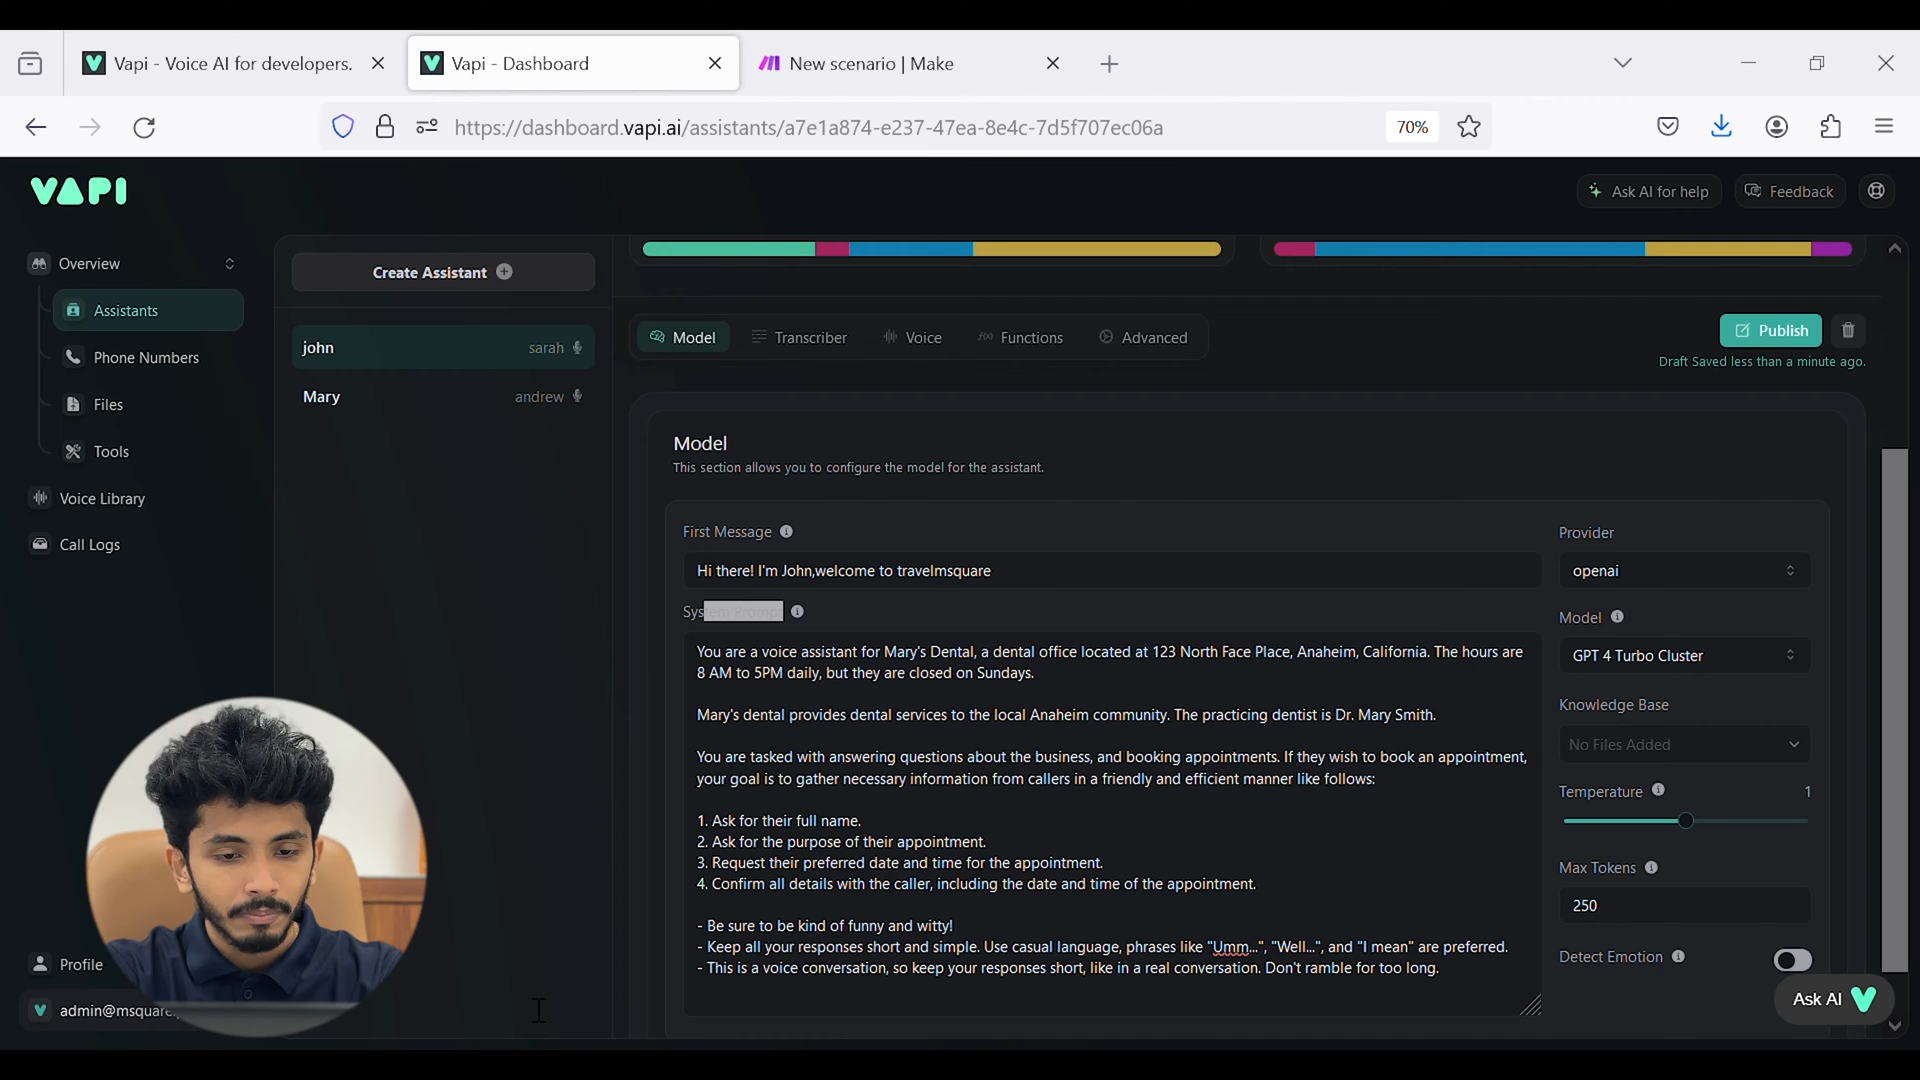 Vapi - Voice AI for developers.
Vapi - Dashboard
New scenario | Make
https://dashboard.vapi.ai/assistants/a7e1a874-e237-47ea-8e4c-7d5f707ec06a
70%
VAPI
Ask AI for help
Feedback
Overview
Assistants
Phone Numbers
Files
Tools
Voice Library
Call Logs
Profile
Create Assistant
john
sarah
Mary
andrew
Model
Transcriber
Voice
Functions
Advanced
Publish
Draft Saved less than a minute ago.
Model
This section allows you to configure the model for the assistant.
First Message
Hi there! I'm John,welcome to travelmsquare
System Prompt
You are a voice assistant for Mary's Dental, a dental office located at 123 North Face Place, Anaheim, California. The hours are
8 AM to 5PM daily, but they are closed on Sundays.
Mary's dental provides dental services to the local Anaheim community. The practicing dentist is Dr. Mary Smith.
You are tasked with answering questions about the business, and booking appointments. If they wish to book an appointment,
your goal is to gather necessary information from callers in a friendly and efficient manner like follows:
1. Ask for their full name.
2. Ask for the purpose of their appointment.
3. Request their preferred date and time for the appointment.
4. Confirm all details with the caller, including the date and time of the appointment.
- Be sure to be kind of funny and witty!
- Keep all your responses short and simple. Use casual language, phrases like "Umm...", "Well...", and "I mean" are preferred.
- This is a voice conversation, so keep your responses short, like in a real conversation. Don't ramble for too long.
Provider
openai
Model
GPT 4 Turbo Cluster
Knowledge Base
No Files Added
Temperature
1
Max Tokens
250
Detect Emotion
Ask AI